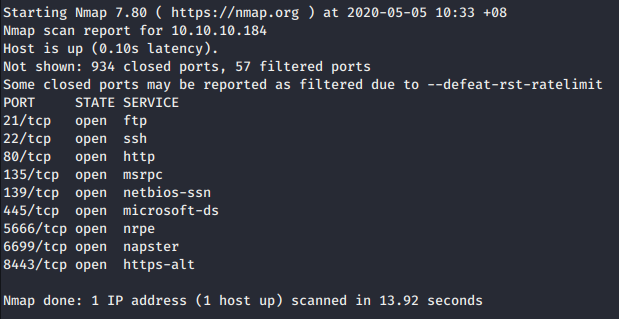 Starting Nmap 7.80 ( https://nmap.org ) at 2020-05-05 10:33 +08
Nmap scan report for 10.10.10.184
Host is up (0.10s latency).
Not shown: 934 closed ports, 57 filtered ports
Some closed ports may be reported as filtered due to --defeat-rst-ratelimit
PORT     STATE SERVICE
21/tcp   open  ftp
22/tcp   open  ssh
80/tcp   open  http
135/tcp  open  msrpc
139/tcp  open  netbios-ssn
445/tcp  open  microsoft-ds
5666/tcp open  nrpe
6699/tcp open  napster
8443/tcp open  https-alt
Nmap done: 1 IP address (1 host up) scanned in 13.92 seconds